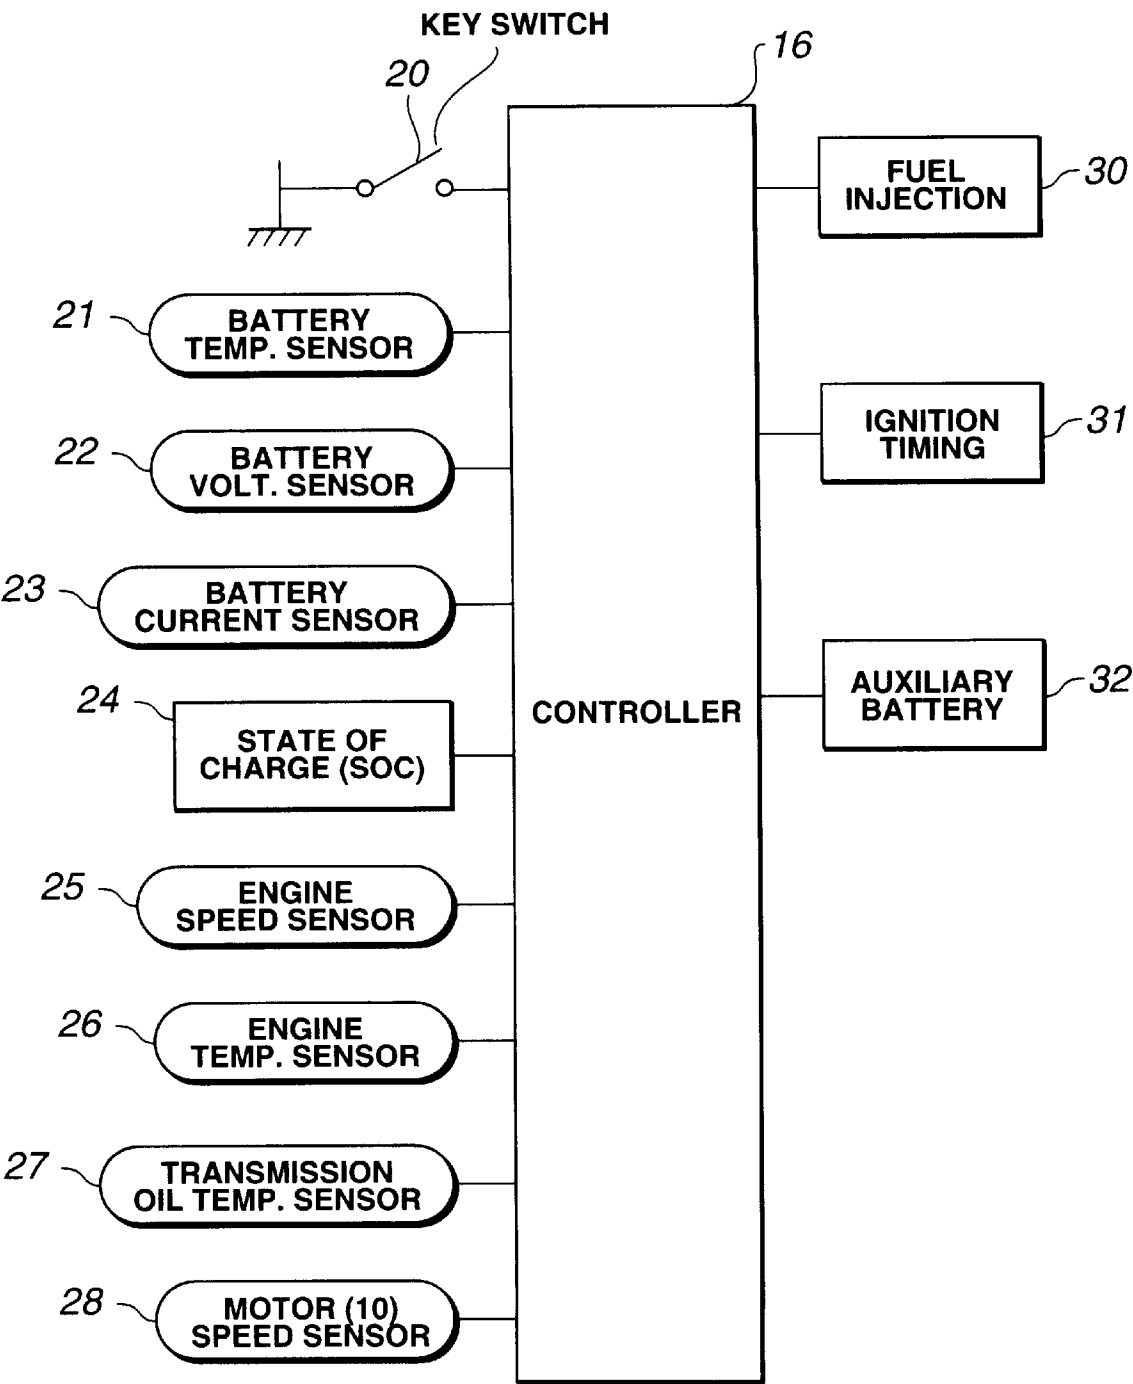 KEY SWITCH
16
20
FUEL
INJECTION
30
21
BATTERY
TEMP. SENSOR
IGNITION
TIMING
31
22
BATTERY
VOLT. SENSOR
23
BATTERY
CURRENT SENSOR
AUXILIARY
BATTERY
32
24
STATE OF
CHARGE (SOC)
CONTROLLER
25
ENGINE
SPEED SENSOR
26
ENGINE
TEMP. SENSOR
27
TRANSMISSION
OIL TEMP. SENSOR
28
MOTOR (10)
SPEED SENSOR